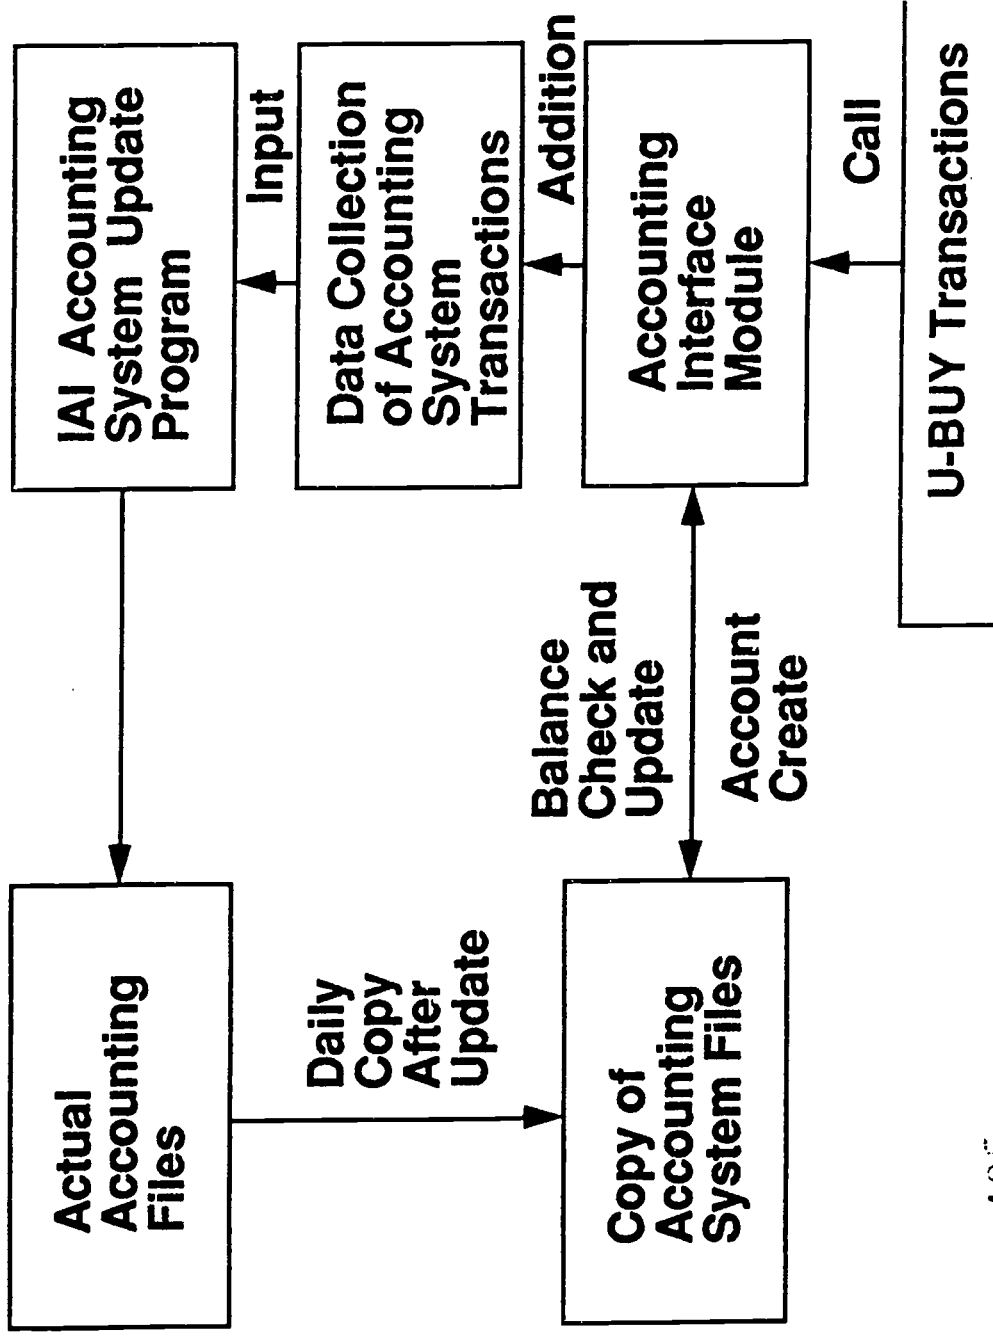 Actual
Accounting
Files
Daily
Copy
After
Update
Copy of
Accounting
System Files
Balance
Check and
Update
Account
Create
IAI Accounting
System Update
Program
Input
Data Collection
of Accounting
System
Transactions
Addition
Accounting
Interface
Module
Call
U-BUY Transactions